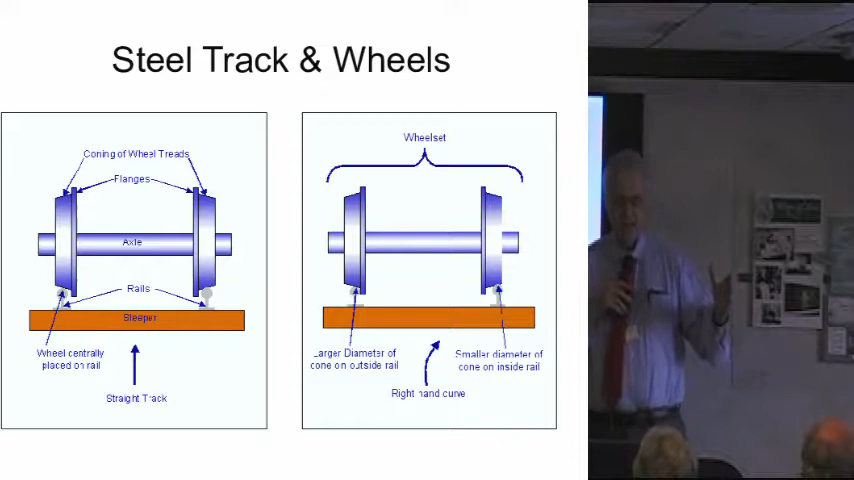 Steel Track & Wheels
Coning of Wheel Treads
Flanges
Axle
Rails
Sleeper
Wheel centrally
placed on rail
Straight Track
Wheelset
Larger Diameter of
cone on outside rail
Smaller diameter of
cone on inside rail
Right hand curve